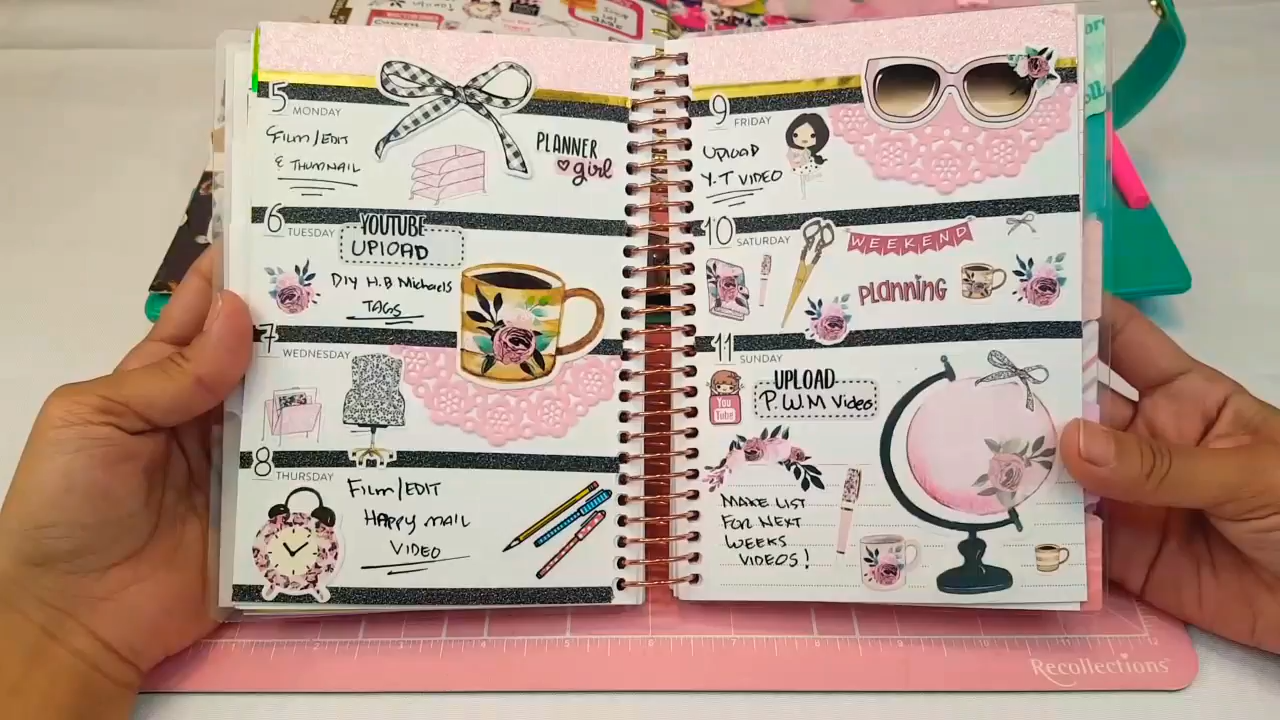 5 MONDAY
FILM/EDIT
& THUMNAIL
PLANNER
girl
6 TUESDAY
YOUTUBE
UPLOAD
DIY H.B MichAels
TAGS
7 WEDNESDAY
8 THURSDAY
FILM/EDIT
HAPPY MAIL
VIDEO
9 FRIDAY
UPLOAD
Y.T VIDEO
10 SATURDAY
WEEKEND
PLANNING
11 SUNDAY
You
Tube
UPLOAD
P.W.M Video
MAKE LIST
FOR NEXT
WEEKS
VIDEOS!
Recollections